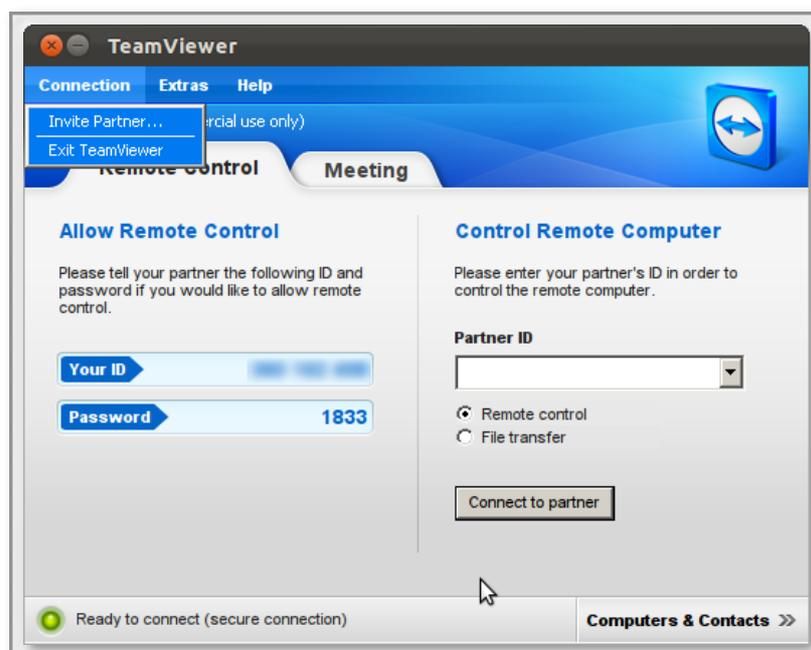 TeamViewer
Connection Extras Help
Invite Partner...
rcial use only)
Exit TeamViewer
Remote Control
Meeting
Allow Remote Control
Please tell your partner the following ID and
password if you would like to allow remote
control.
Your ID
Password 1833
Control Remote Computer
Please enter your partner's ID in order to
control the remote computer.
Partner ID
Remote control
File transfer
Connect to partner
Ready to connect (secure connection)
Computers & Contacts >>